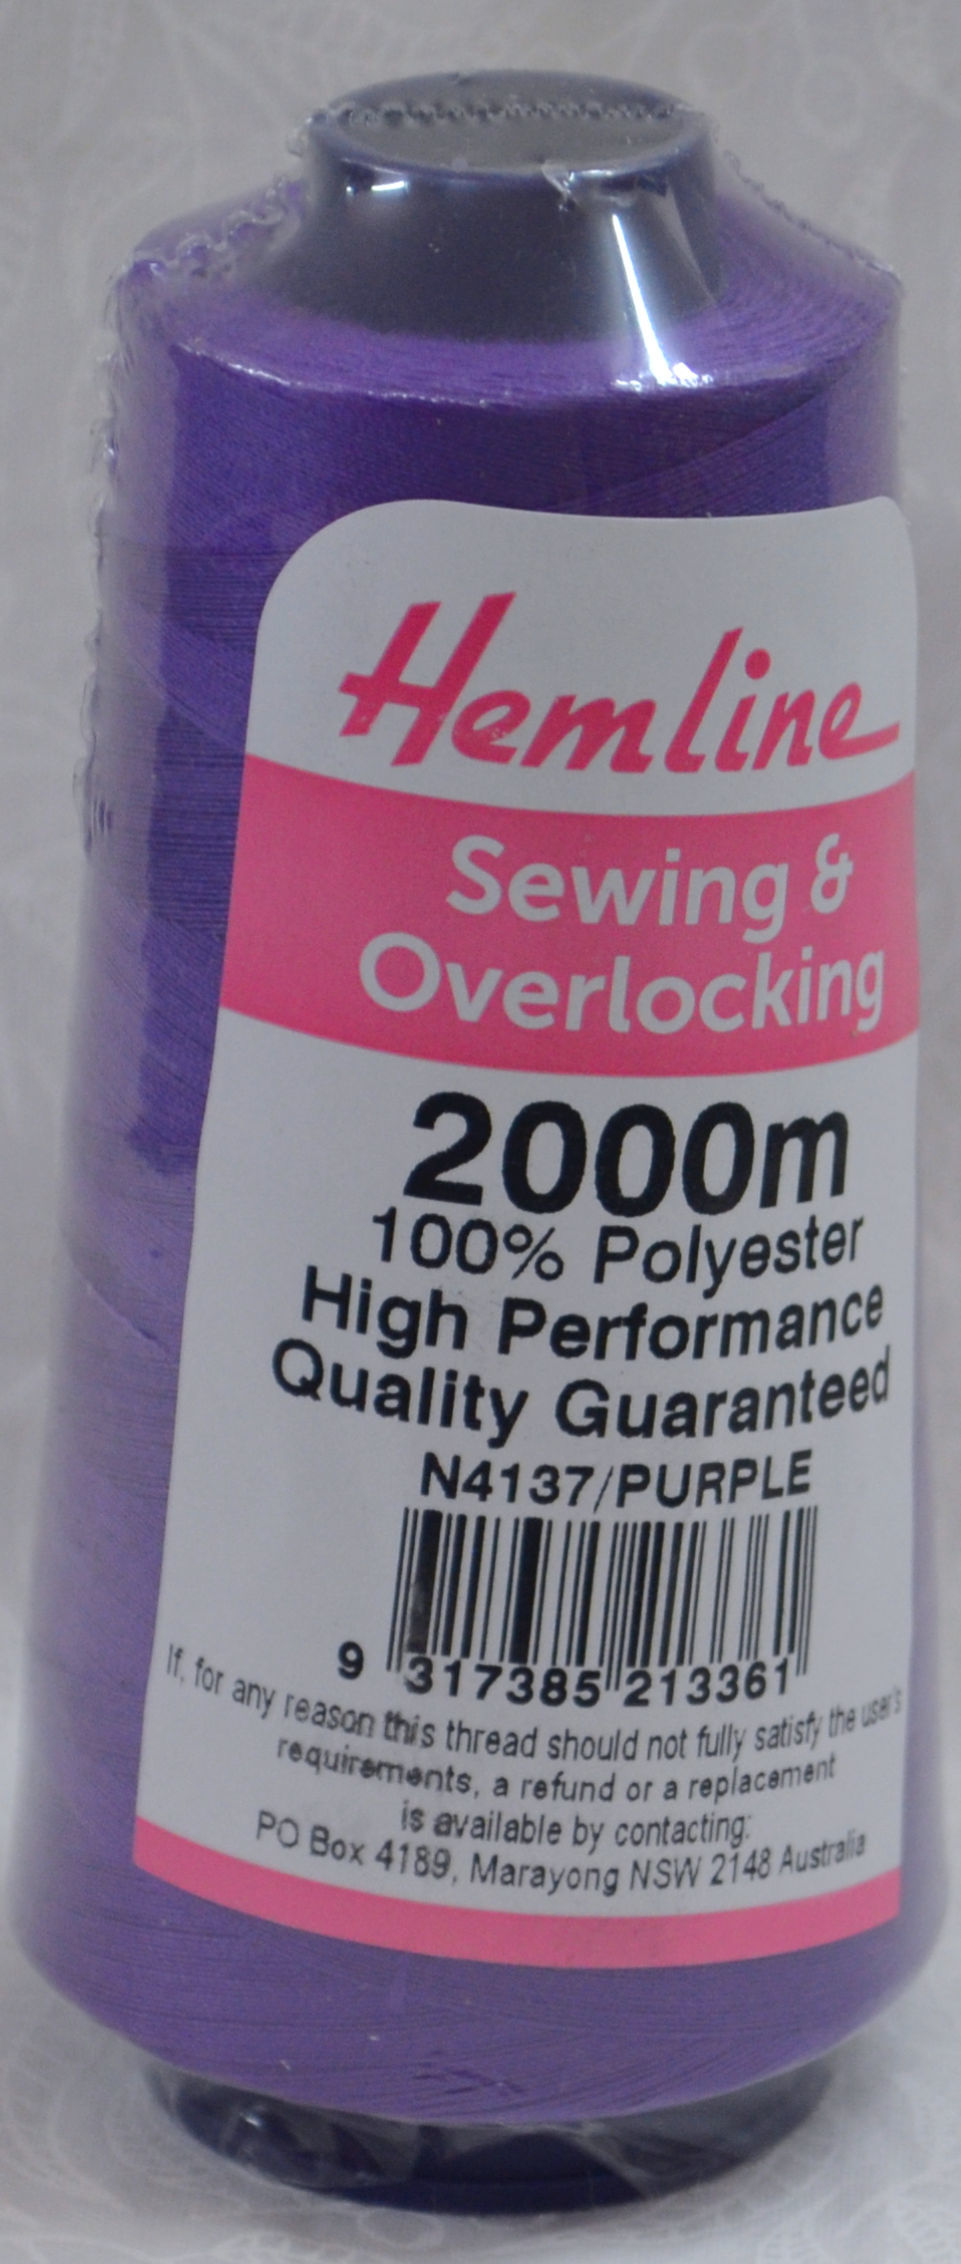 Hemline
Sewing &
Overlocking
2000m
100% Polyester
High Performance
Quality Guaranteed
N4137/PURPLE
9 317385 213361
If, for any reason this thread should not fully satisfy the user's
requirements, a refund or a replacement
is available by contacting:
PO Box 4189, Marayong NSW 2148 Australia